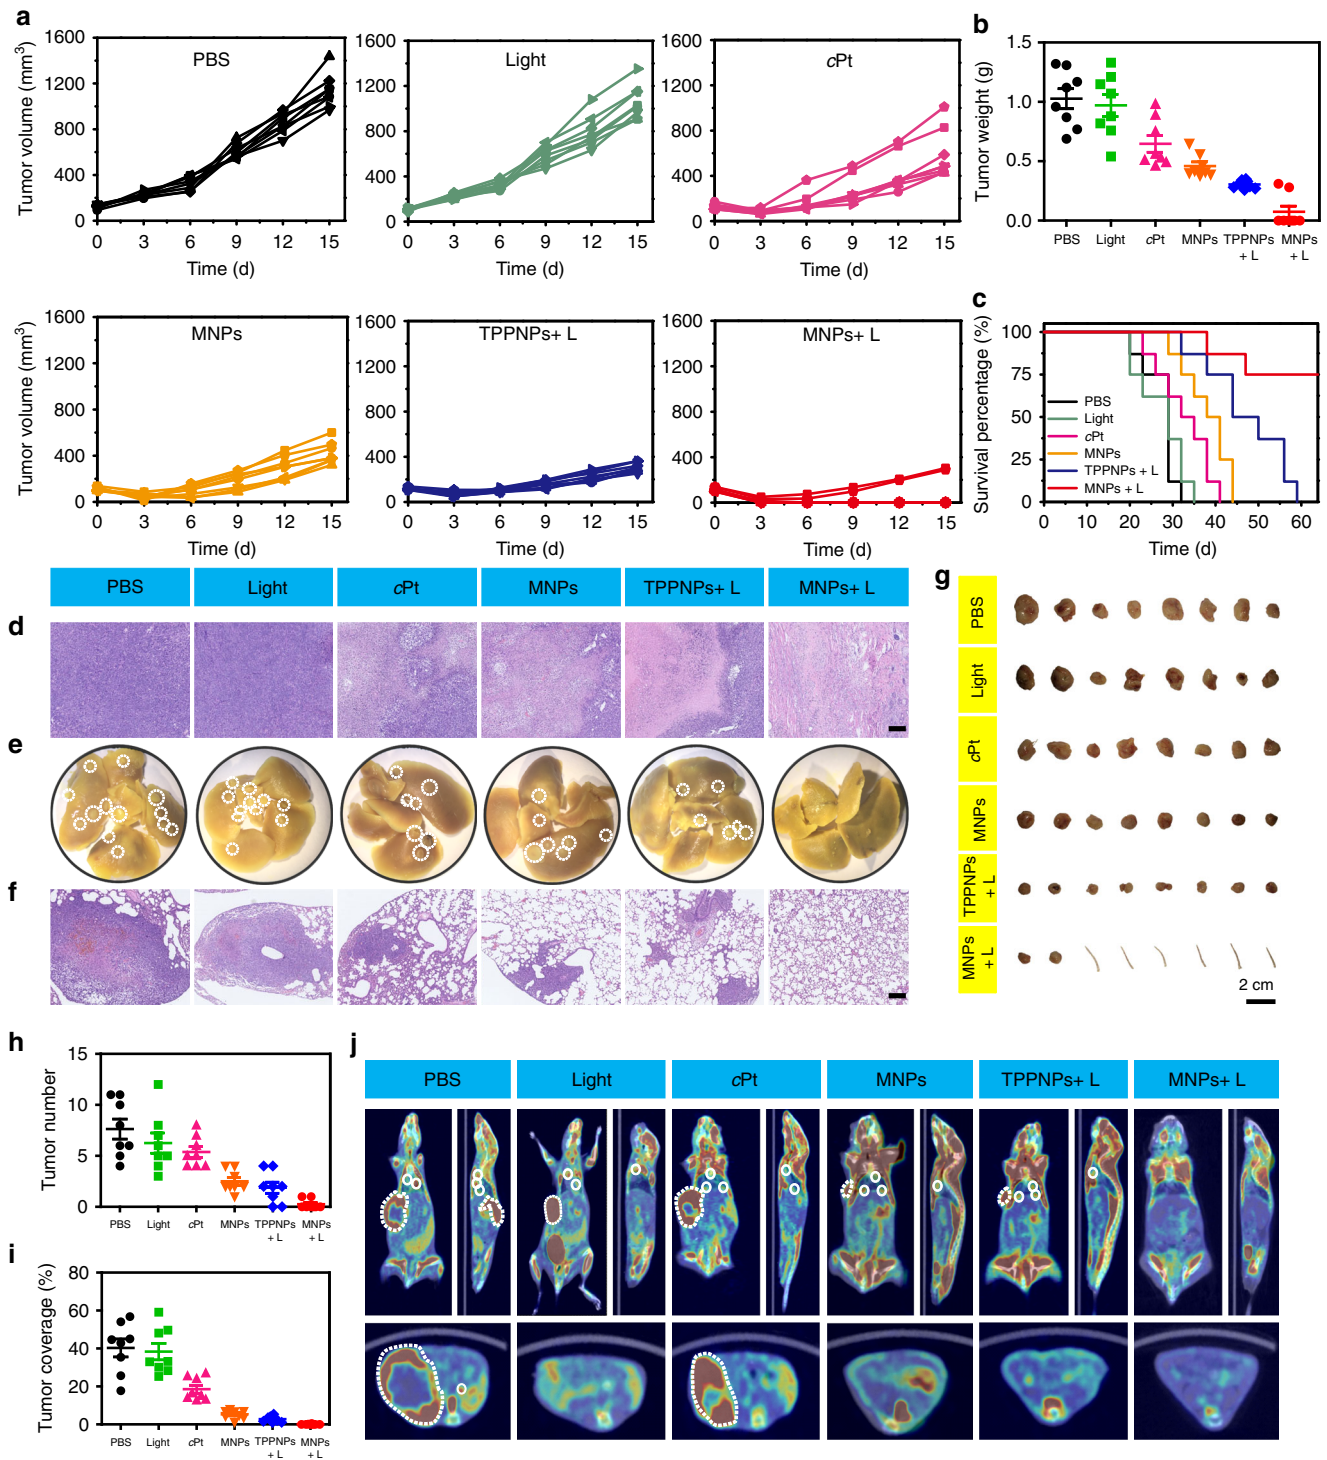 a
Tumor volume (mm³)
1600
1200
800
400
0
PBS
0 3 6 9 12 15
Time (d)
1600
1200
800
400
0
Light
0 3 6 9 12 15
Time (d)
1600
1200
800
400
0
cPt
0 3 6 9 12 15
Time (d)
Tumor volume (mm³)
1600
1200
800
400
0
MNPs
0 3 6 9 12 15
Time (d)
1600
1200
800
400
0
TPPNPs+ L
0 3 6 9 12 15
Time (d)
1600
1200
800
400
0
MNPs+ L
0 3 6 9 12 15
Time (d)
b
Tumor weight (g)
1.5
1.0
0.5
0.0
PBS Light cPt MNPs TPPNPs MNPs
+ L + L
c
Survival percentage (%)
100
75
50
25
0
PBS
Light
cPt
MNPs
TPPNPs + L
MNPs + L
0 20 40 60
Time (d)
PBS Light cPt MNPs TPPNPs+ L MNPs+ L
d
e
f
g
PBS
Light
cPt
MNPs
TPPNPs
+ L
MNPs
+ L
2 cm
h
Tumor number
15
10
5
0
PBS Light cPt MNPs TPPNPs MNPs
+ L + L
i
Tumor coverage (%)
80
60
40
20
0
PBS Light cPt MNPs TPPNPs MNPs
+ L + L
j
PBS Light cPt MNPs TPPNPs+ L MNPs+ L